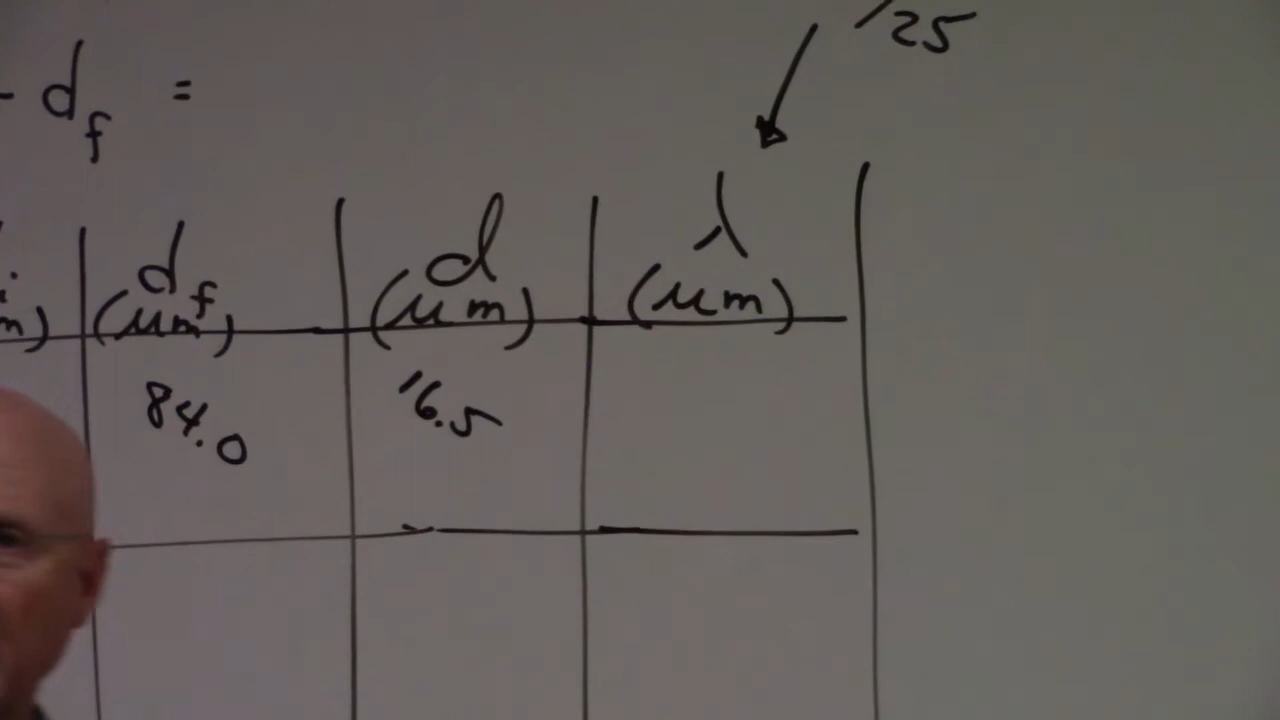 /25
- d_f =
d_f d λ
m) (μm) (μm) (μm)
84.0 16.5